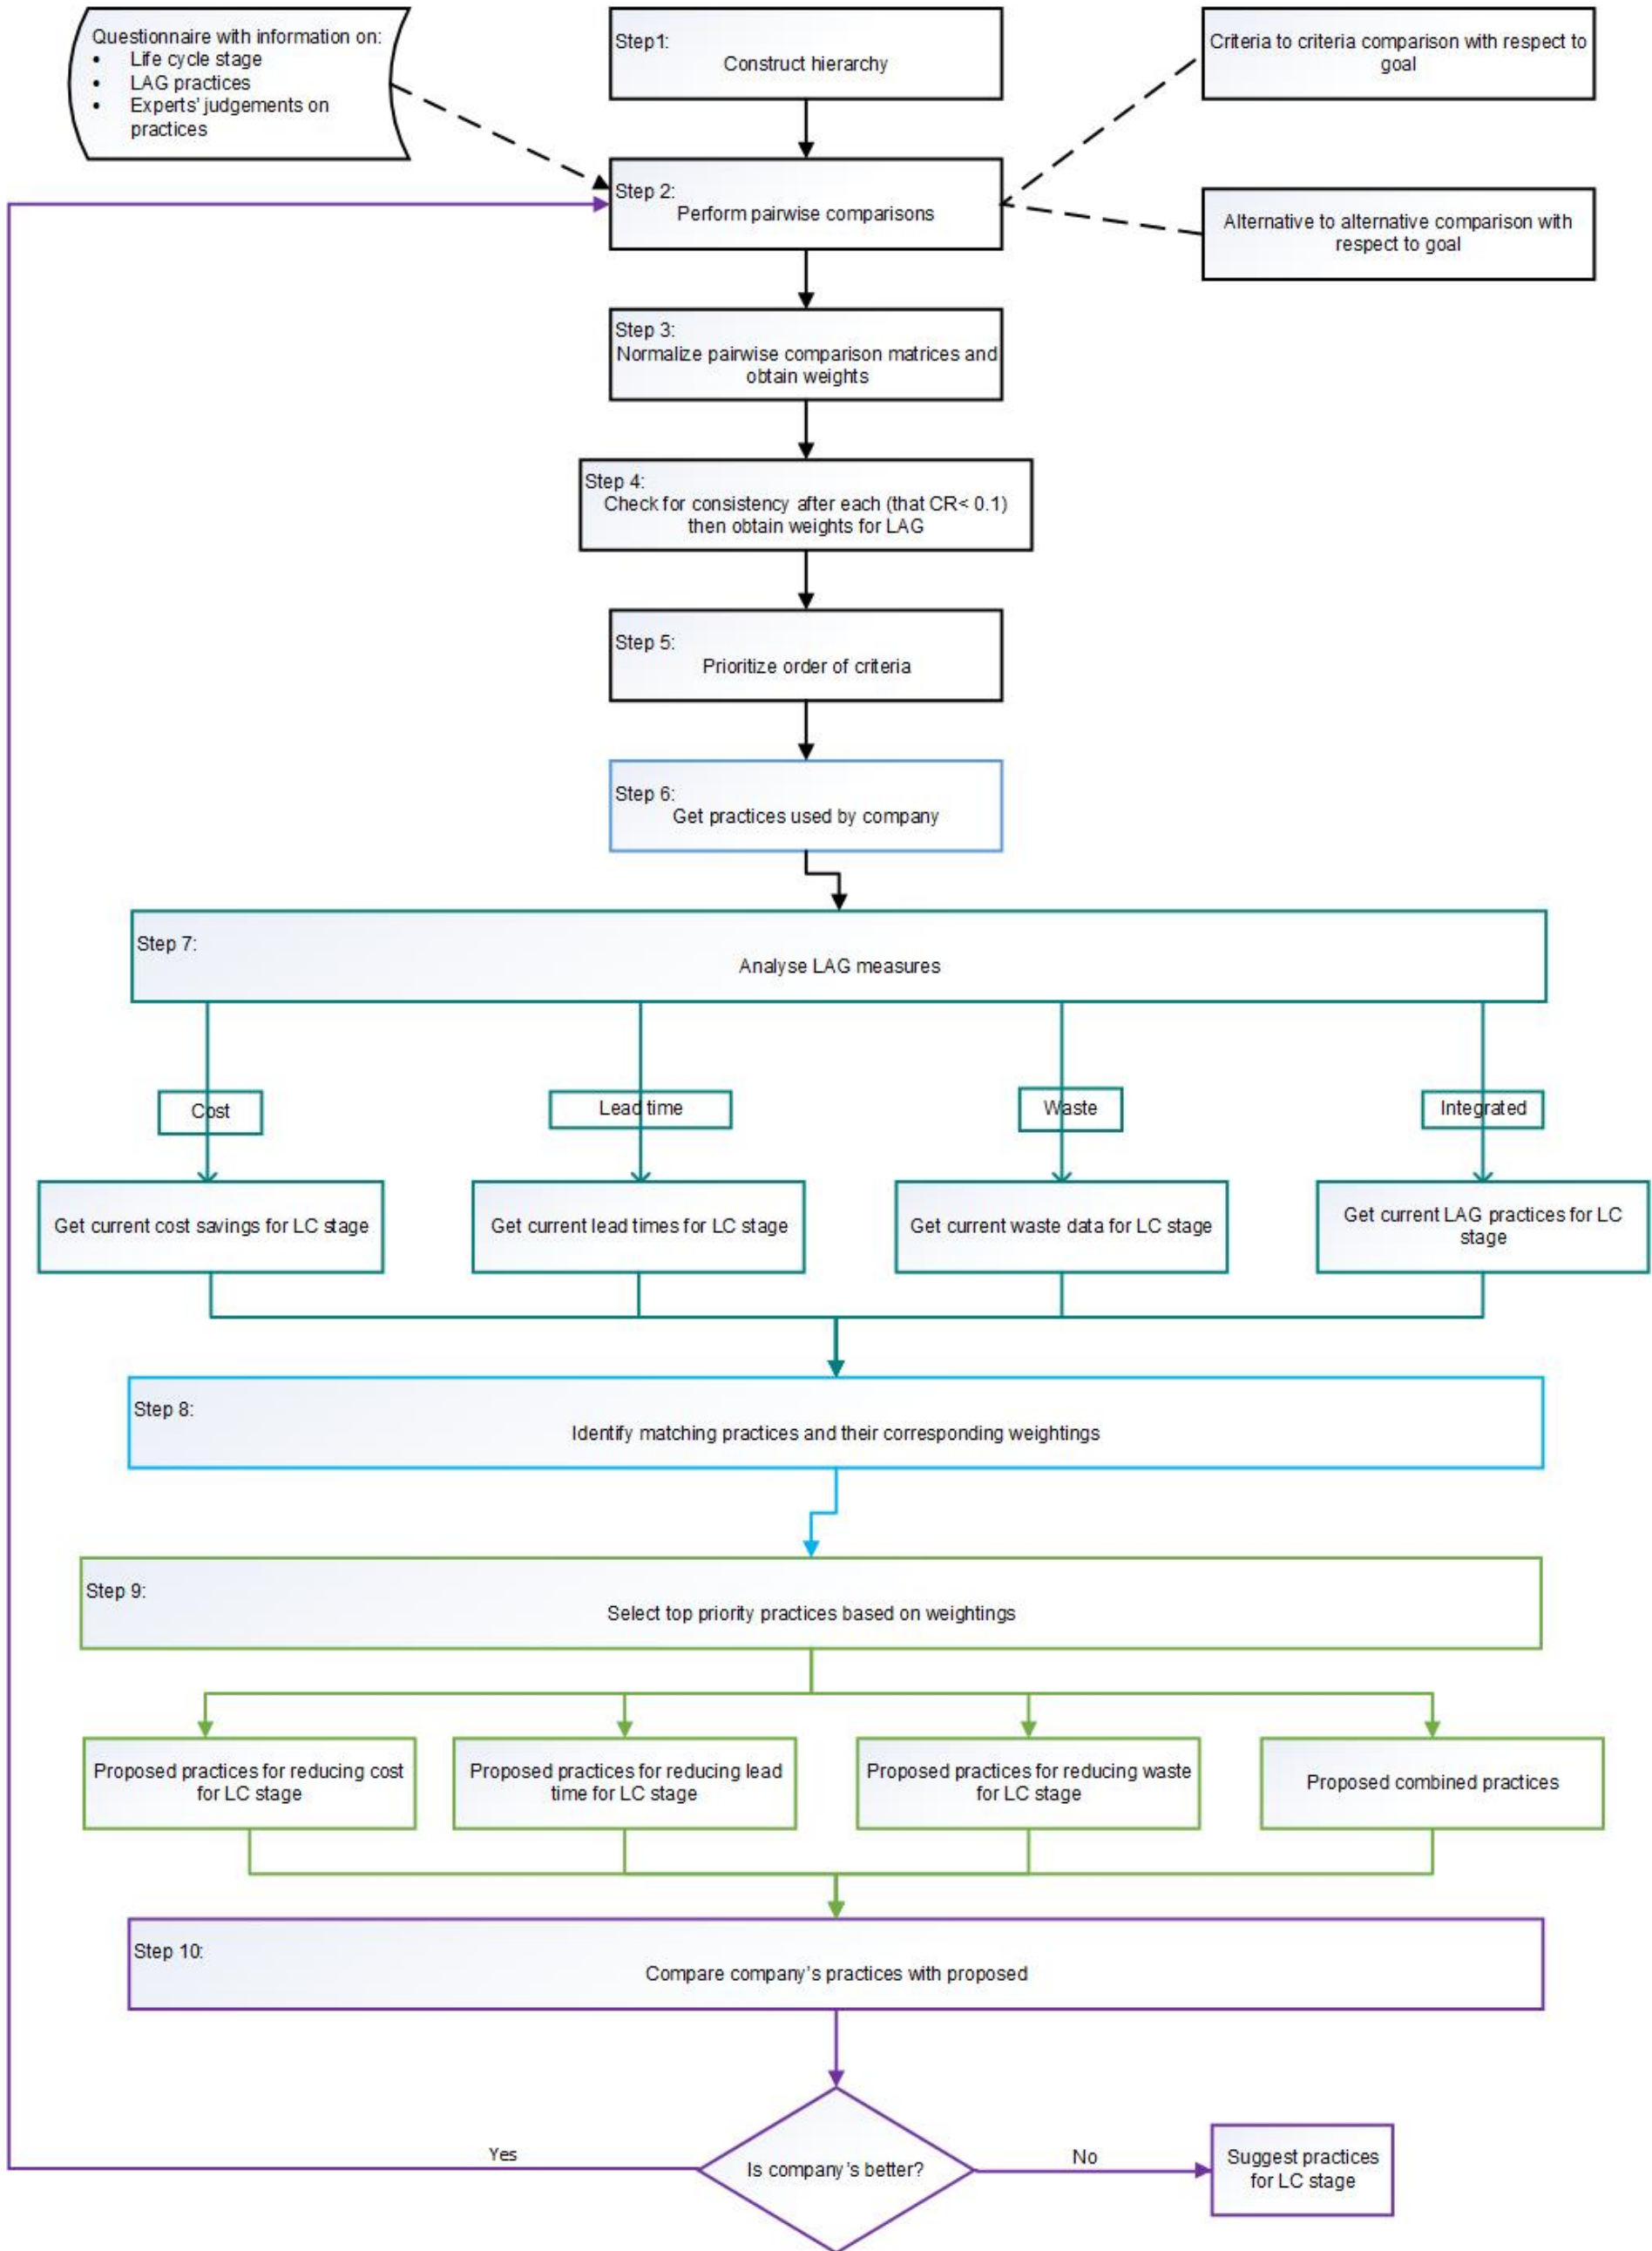 Questionnaire with information on:
• Life cycle stage
• LAG practices
• Experts' judgements on
practices
Step1:
Construct hierarchy
Criteria to criteria comparison with respect to
goal
Step 2:
Perform pairwise comparisons
Alternative to alternative comparison with
respect to goal
Step 3:
Normalize pairwise comparison matrices and
obtain weights
Step 4:
Check for consistency after each (that CR< 0.1)
then obtain weights for LAG
Step 5:
Prioritize order of criteria
Step 6:
Get practices used by company
Step 7:
Analyse LAG measures
Cost
Lead time
Waste
Integrated
Get current cost savings for LC stage
Get current lead times for LC stage
Get current waste data for LC stage
Get current LAG practices for LC
stage
Step 8:
Identify matching practices and their corresponding weightings
Step 9:
Select top priority practices based on weightings
Proposed practices for reducing cost
for LC stage
Proposed practices for reducing lead
time for LC stage
Proposed practices for reducing waste
for LC stage
Proposed combined practices
Step 10:
Compare company's practices with proposed
Yes
Is company's better?
No
Suggest practices
for LC stage